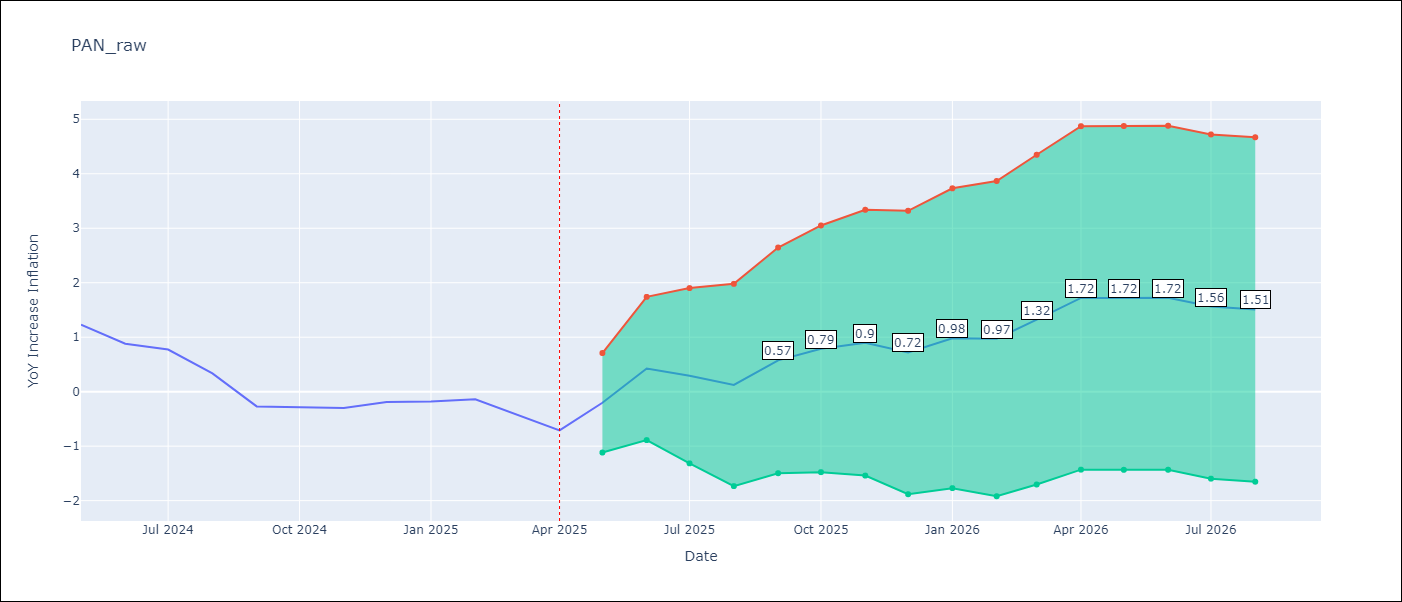 PAN_raw
YoY Increase Inflation
5
4
3
2
1
0
−1
−2
0.57
0.79
0.9
0.72
0.98
0.97
1.32
1.72
1.72
1.72
1.56
1.51
Jul 2024
Oct 2024
Jan 2025
Apr 2025
Jul 2025
Oct 2025
Jan 2026
Apr 2026
Jul 2026
Date